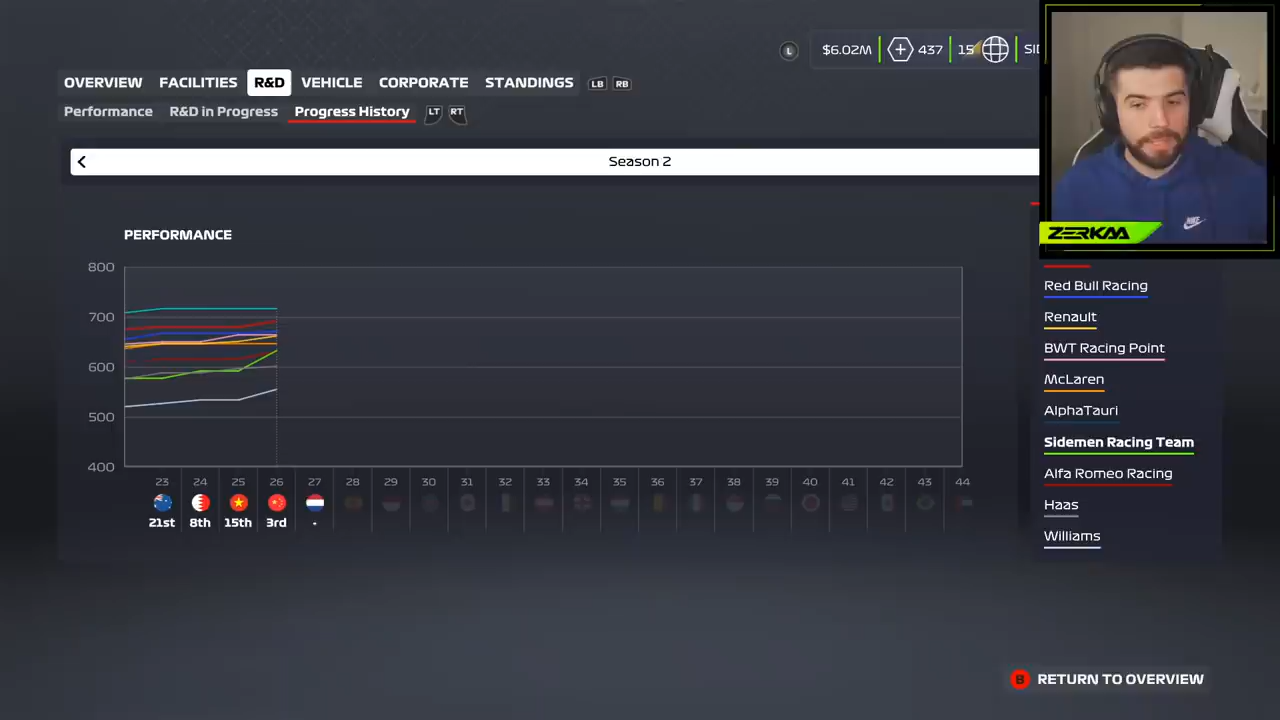 L $6.02M 437 15
OVERVIEW FACILITIES R&D VEHICLE CORPORATE STANDINGS LB RB
Performance R&D in Progress Progress History LT RT
Season 2
ZERKAA
PERFORMANCE
800
700
600
500
400
23 24 25 26 27 28 29 30 31 32 33 34 35 36 37 38 39 40 41 42 43 44
21st 8th 15th 3rd -
Red Bull Racing
Renault
BWT Racing Point
McLaren
AlphaTauri
Sidemen Racing Team
Alfa Romeo Racing
Haas
Williams
B RETURN TO OVERVIEW